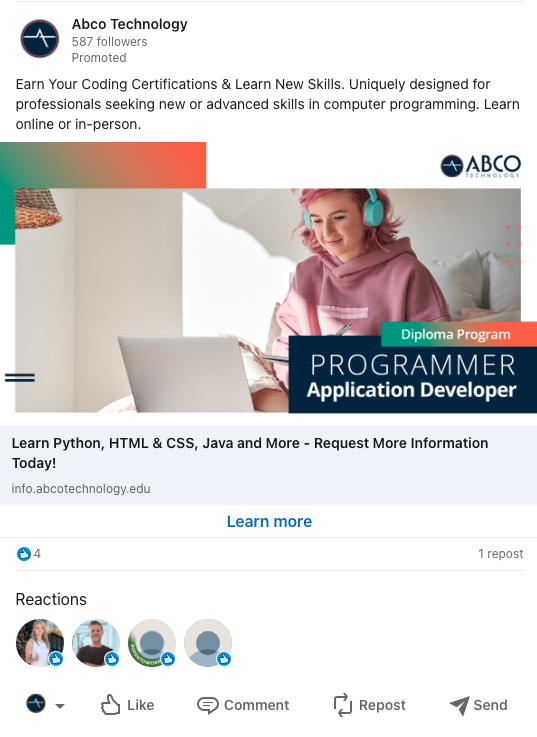 Abco Technology
587 followers
Promoted
Earn Your Coding Certifications & Learn New Skills. Uniquely designed for
professionals seeking new or advanced skills in computer programming. Learn
online or in-person.
ABCO
TECHNOLOGY
Diploma Program
PROGRAMMER
Application Developer
Learn Python, HTML & CSS, Java and More - Request More Information
Today!
info.abcotechnology.edu
Learn more
4
1 repost
Reactions
Like
Comment
Repost
Send